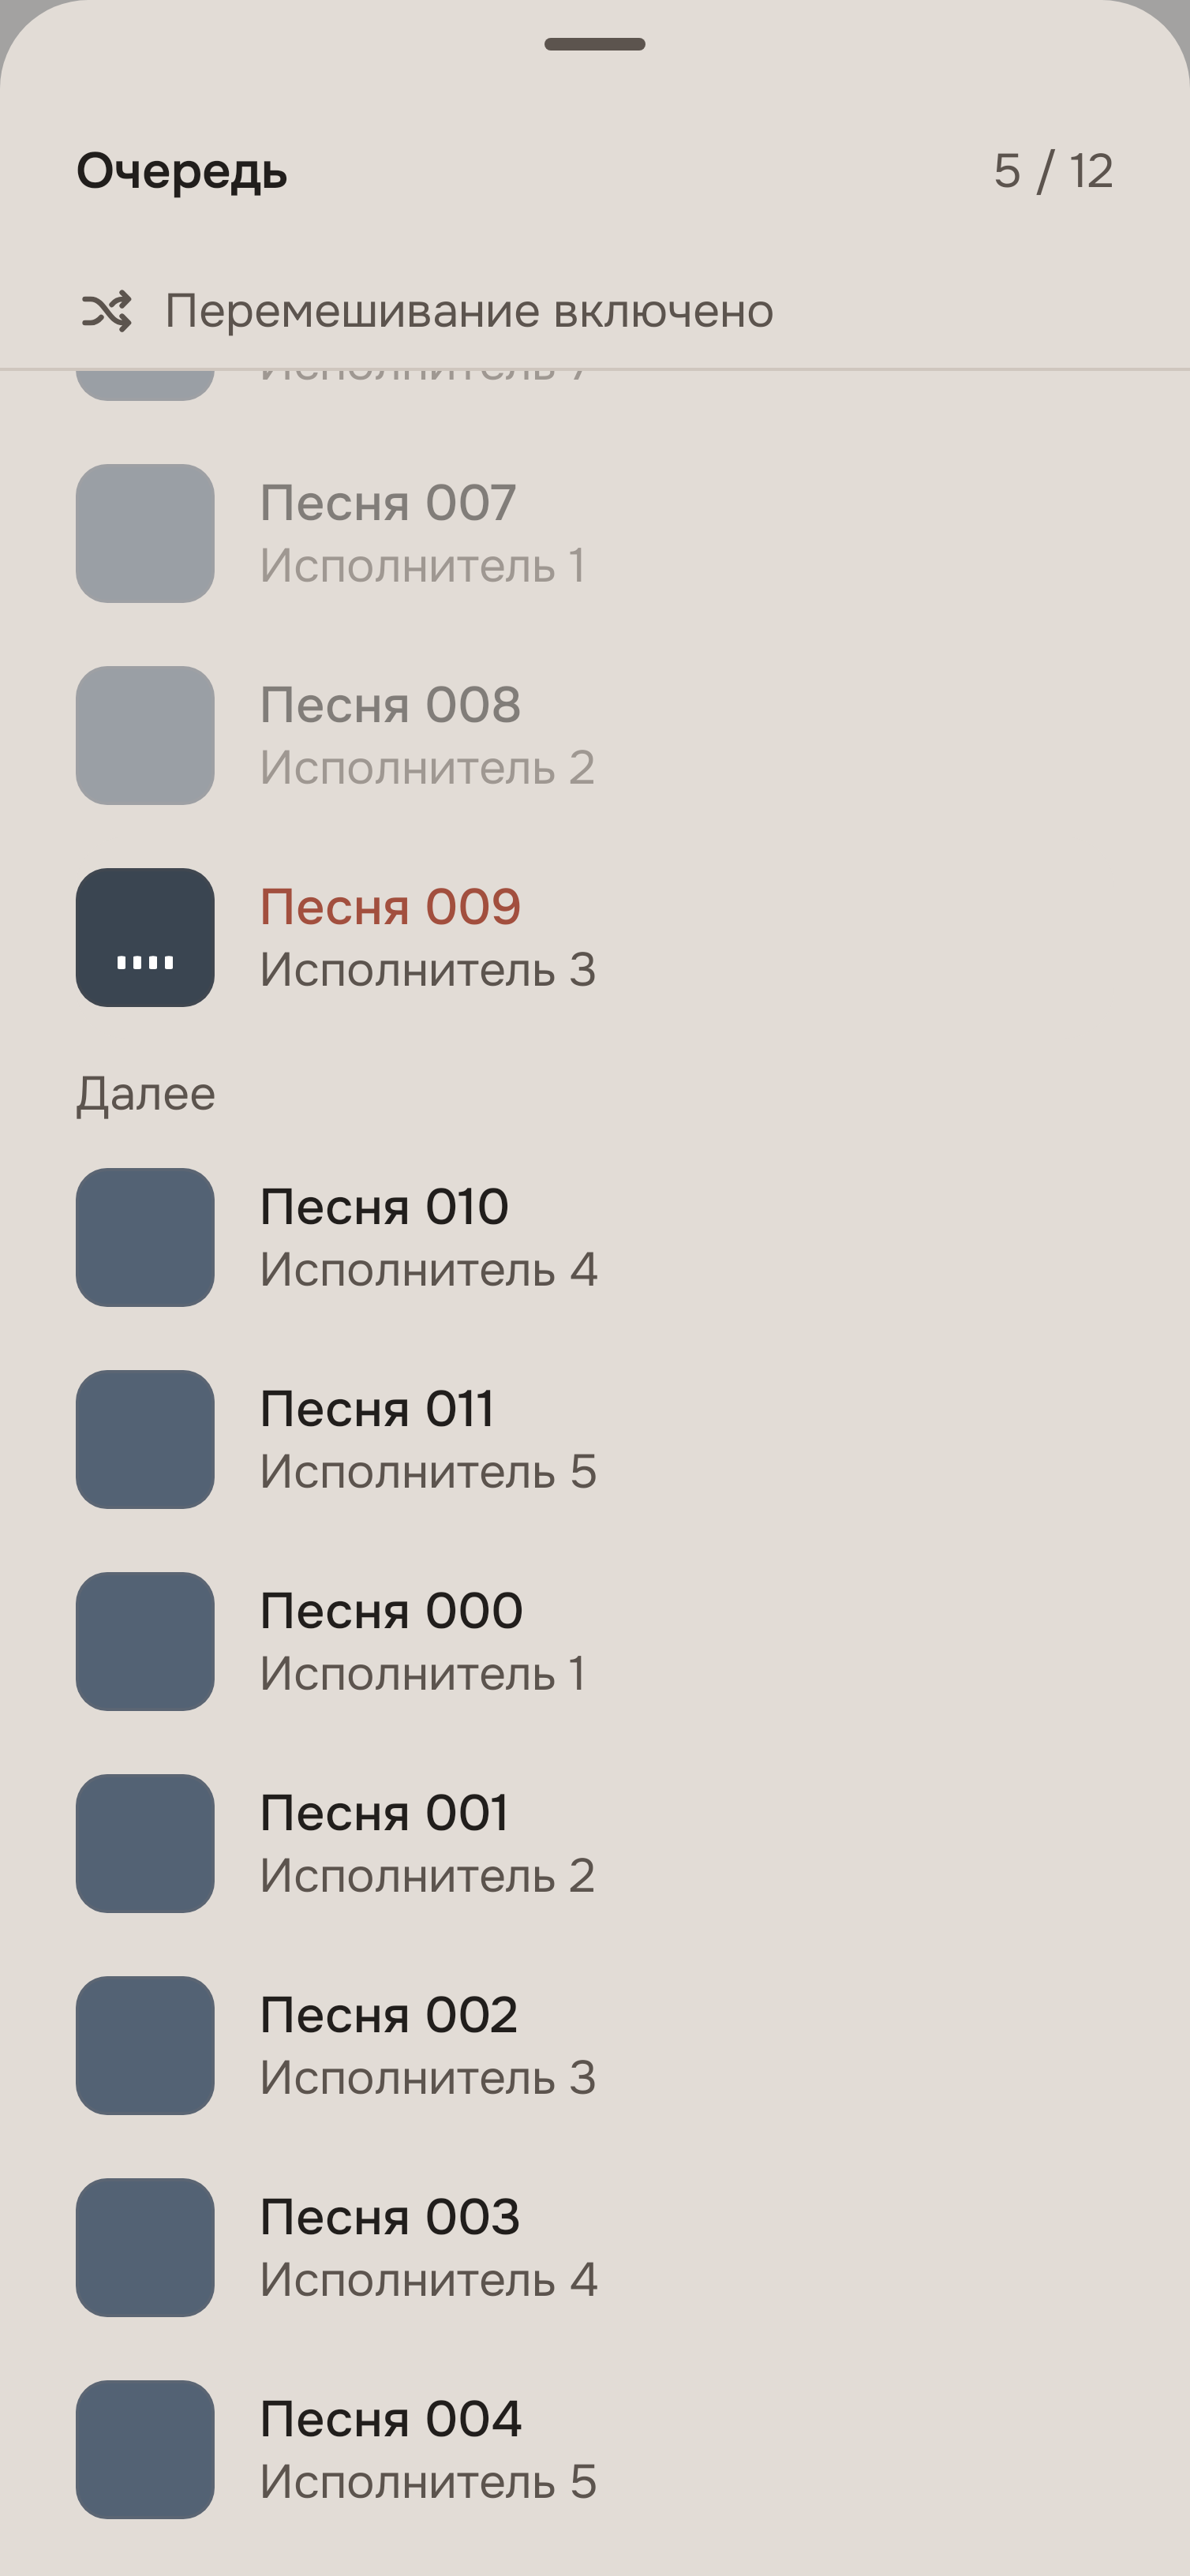 Очередь
5 / 12
Перемешивание включено
Исполнитель 7
Песня 007
Исполнитель 1
Песня 008
Исполнитель 2
Песня 009
Исполнитель 3
Далее
Песня 010
Исполнитель 4
Песня 011
Исполнитель 5
Песня 000
Исполнитель 1
Песня 001
Исполнитель 2
Песня 002
Исполнитель 3
Песня 003
Исполнитель 4
Песня 004
Исполнитель 5